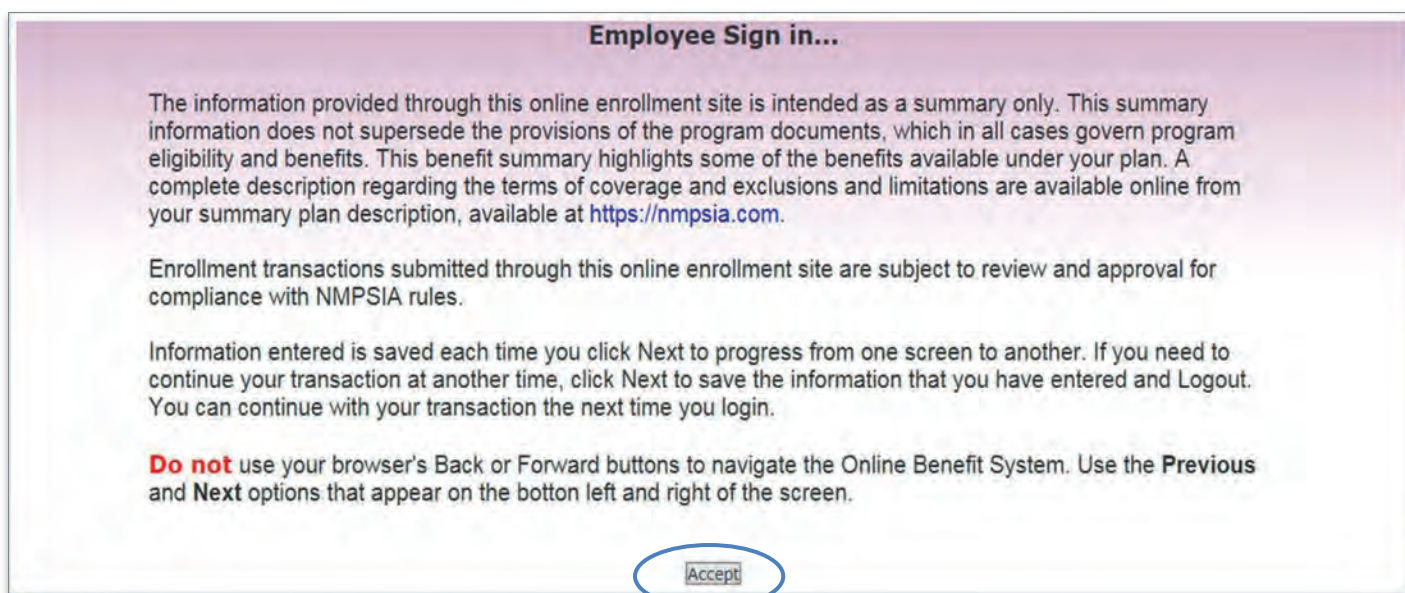 Employee Sign in...
The information provided through this online enrollment site is intended as a summary only. This summary
information does not supersede the provisions of the program documents, which in all cases govern program
eligibility and benefits. This benefit summary highlights some of the benefits available under your plan. A
complete description regarding the terms of coverage and exclusions and limitations are available online from
your summary plan description, available at https://nmpsia.com.
Enrollment transactions submitted through this online enrollment site are subject to review and approval for
compliance with NMPSIA rules.
Information entered is saved each time you click Next to progress from one screen to another. If you need to
continue your transaction at another time, click Next to save the information that you have entered and Logout.
You can continue with your transaction the next time you login.
Do not use your browser's Back or Forward buttons to navigate the Online Benefit System. Use the Previous
and Next options that appear on the botton left and right of the screen.
Accept